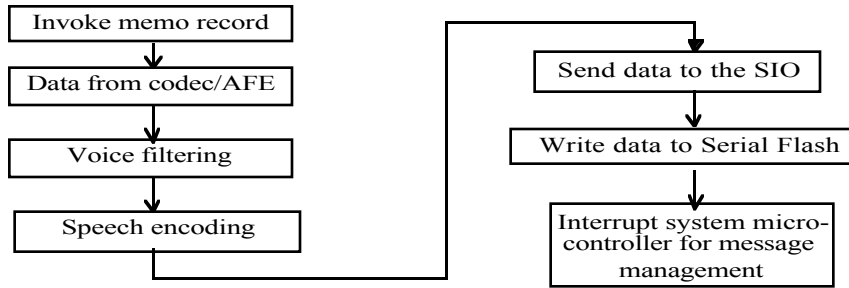 Invoke memo record
Data from codec/AFE
Voice filtering
Speech encoding
Send data to the SIO
Write data to Serial Flash
Interrupt system micro-
controller for message
management